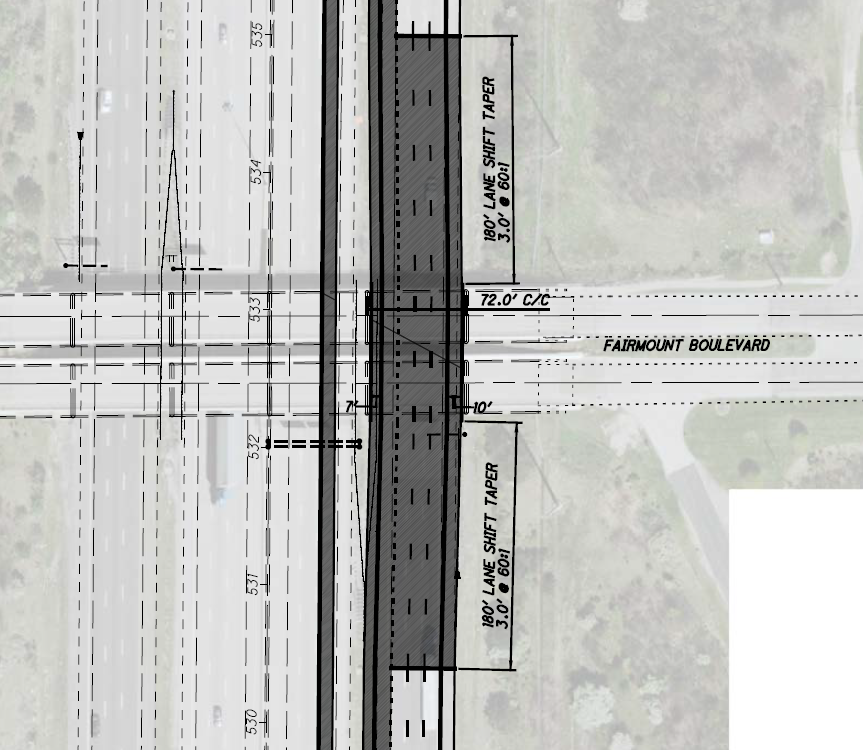 535
180' LANE SHIFT TAPER
3.0' @ 60:1
534
533
72.0' C/C
FAIRMOUNT BOULEVARD
7'
10'
532
180' LANE SHIFT TAPER
3.0' @ 60:1
531
530